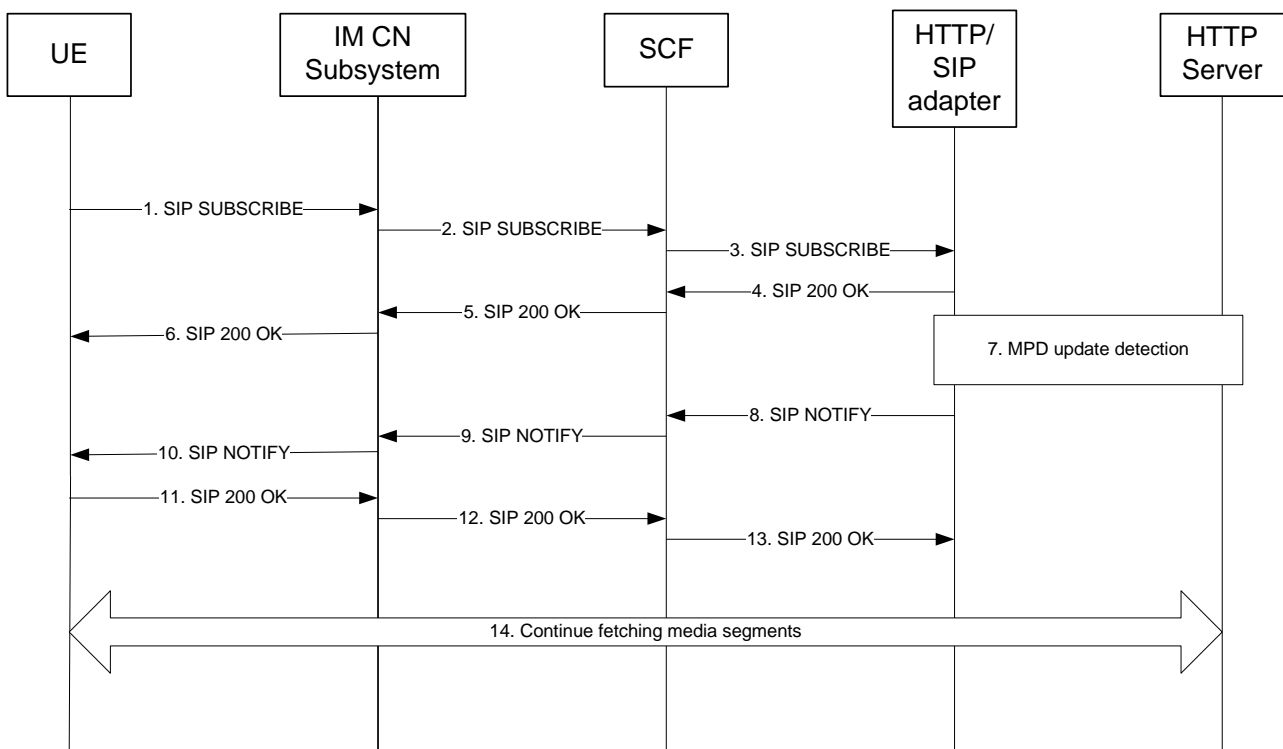 UE
IM CN
Subsystem
SCF
HTTP/
SIP
adapter
HTTP
Server
1. SIP SUBSCRIBE
2. SIP SUBSCRIBE
3. SIP SUBSCRIBE
4. SIP 200 OK
5. SIP 200 OK
6. SIP 200 OK
7. MPD update detection
8. SIP NOTIFY
9. SIP NOTIFY
10. SIP NOTIFY
11. SIP 200 OK
12. SIP 200 OK
13. SIP 200 OK
14. Continue fetching media segments